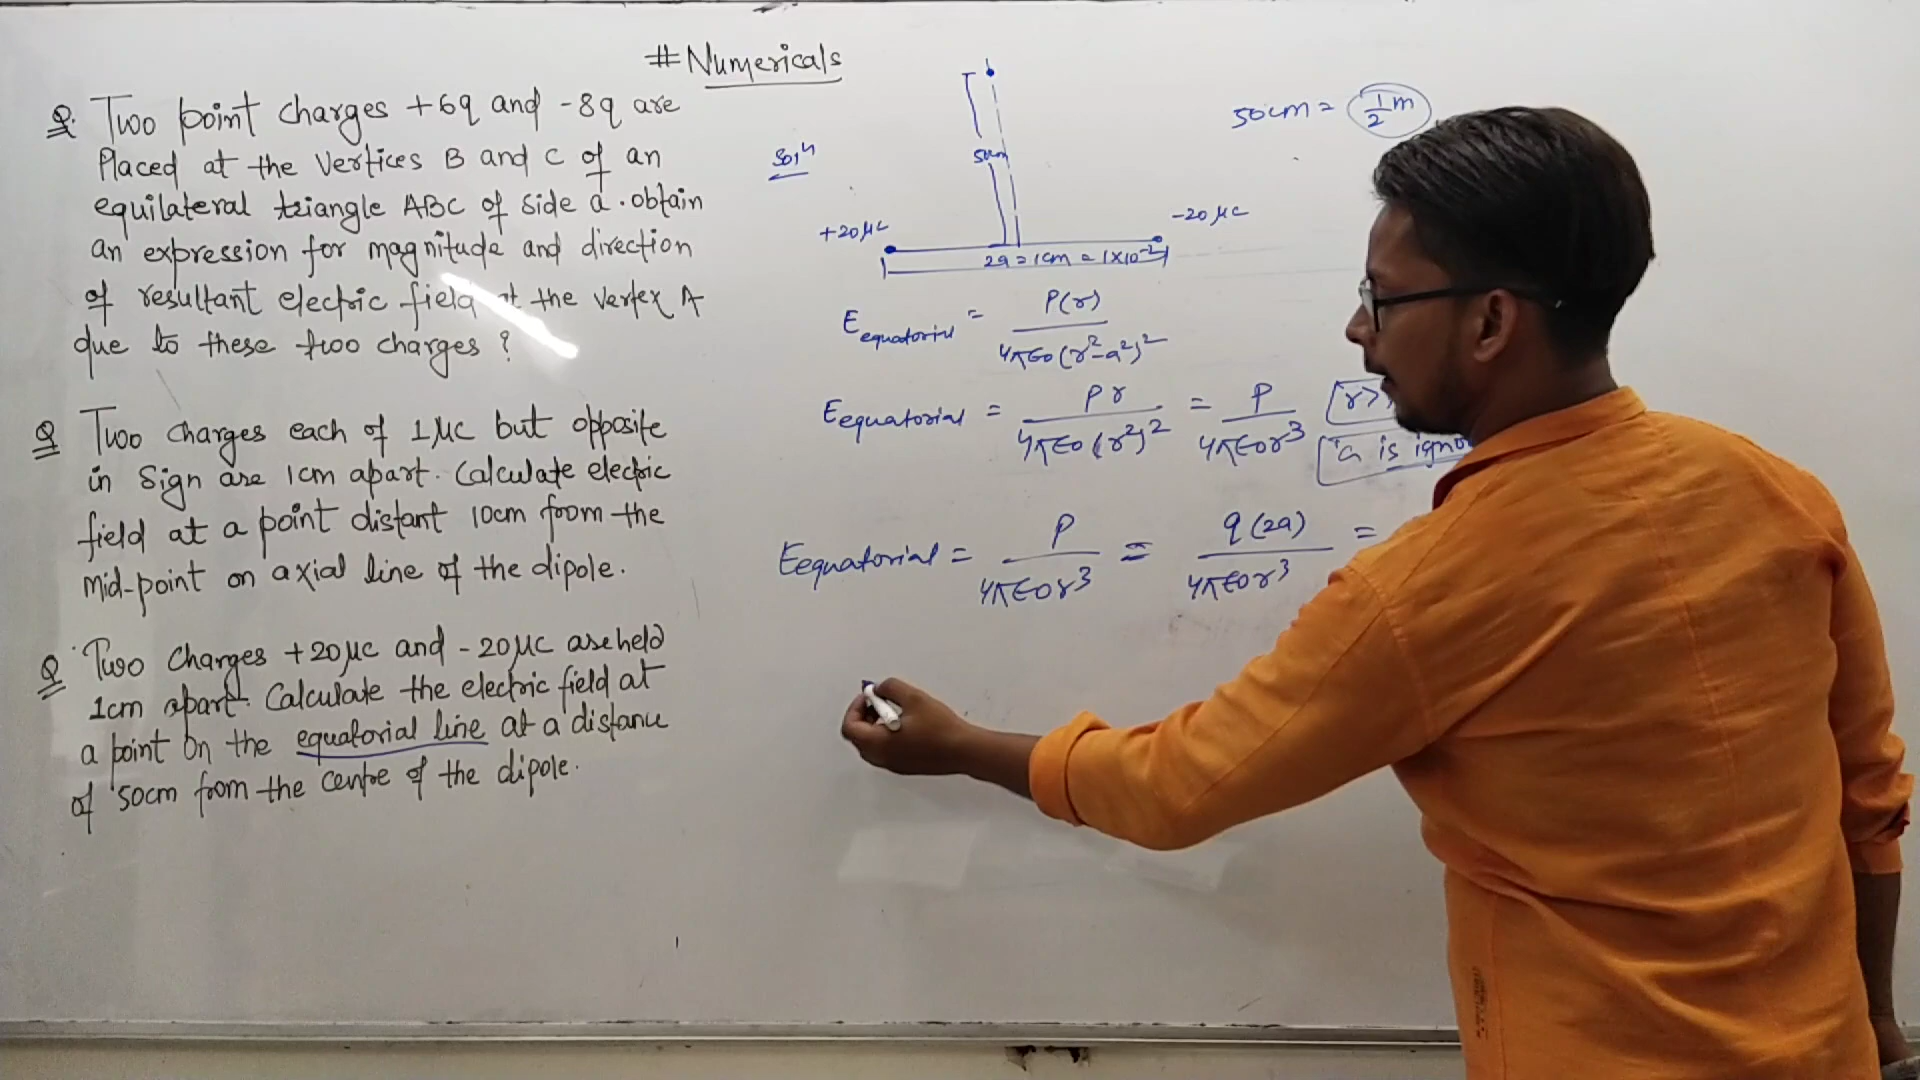 # Numericals
Q. Two point charges +6q and -8q are
Placed at the vertices B and C of an
equilateral triangle ABC of side a. obtain
an expression for magnitude and direction
of resultant electric field at the vertex A
due to these two charges ?
Q Two charges each of 1μC but opposite
in Sign are 1cm apart. Calculate electric
field at a point distant 10cm from the
mid-point on axial line of the dipole.
Q Two charges +20μC and -20μC are held
1cm apart. Calculate the electric field at
a point on the equatorial line at a distance
of 50cm from the centre of the dipole.
Solⁿ
50cm
50cm = 1/2 m
+20μC
-20μC
2a = 1cm = 1×10⁻²
E equatorial = P(r) / 4πε0(r²-a²)²
Eequatorial = Pr / 4πε0(r²)² = P / 4πε0r³ [r>
'a is igno
Eequatorial = P / 4πε0r³ = q(2a) / 4πε0r³ =